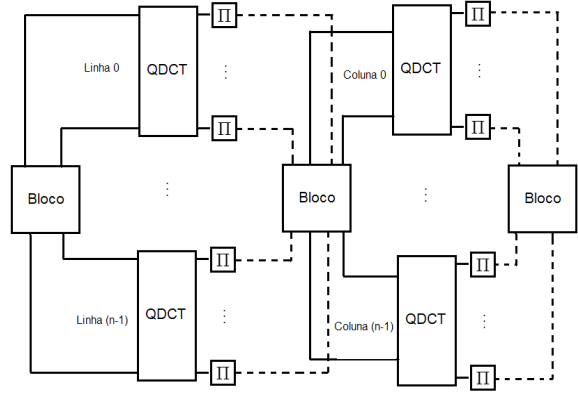 Π
Π
Linha 0
QDCT
Coluna 0
QDCT
Π
Π
Bloco
Bloco
Bloco
Π
Π
Linha (n-1)
QDCT
Coluna (n-1)
QDCT
Π
Π